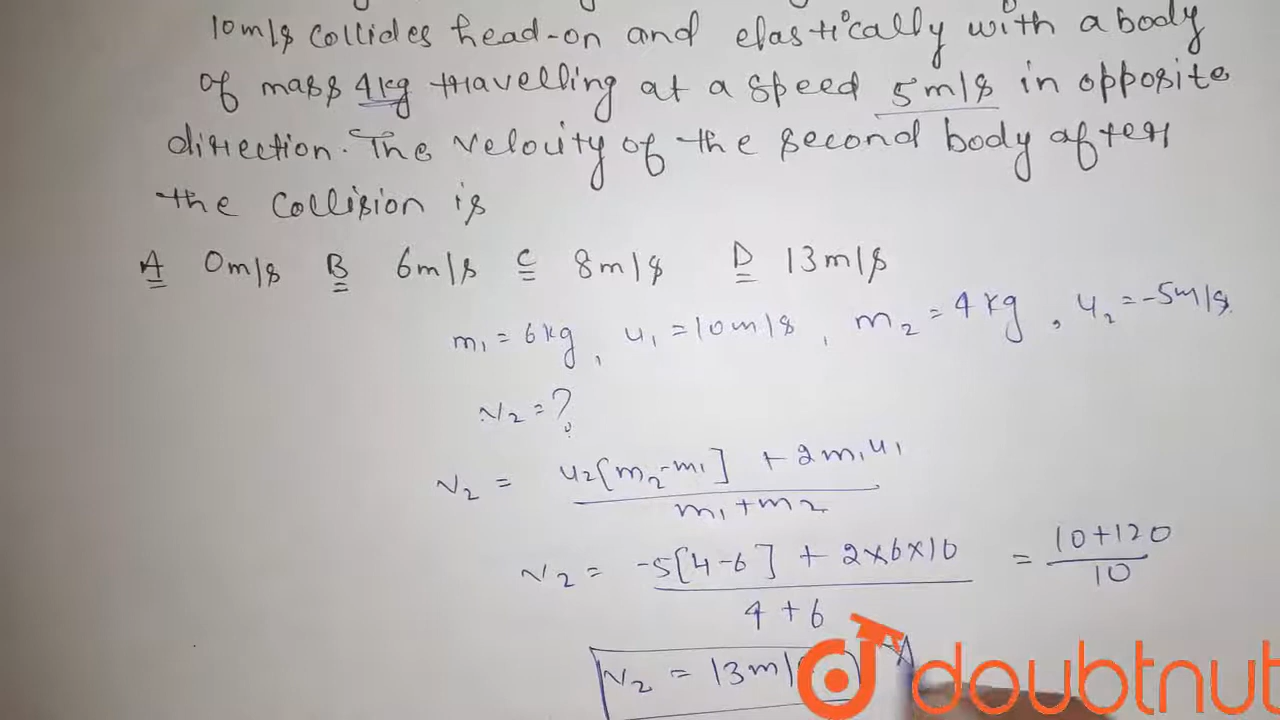 10m/s collides head-on and elastically with a body
of mass 4kg travelling at a speed 5m/s in opposite
direction. The velocity of the second body after
the collision is
A 0m/s B 6m/s C 8m/s D 13m/s
m₁ = 6kg, u₁ = 10m/s, m₂ = 4kg, u₂ = -5m/s.
v₂ = ?
v₂ = u₂[m₂-m₁] + 2m₁u₁
m₁+m₂
v₂ = -5[4-6] + 2×6×10 = 10+120
4+6 10
v₂ = 13m/
doubtnut